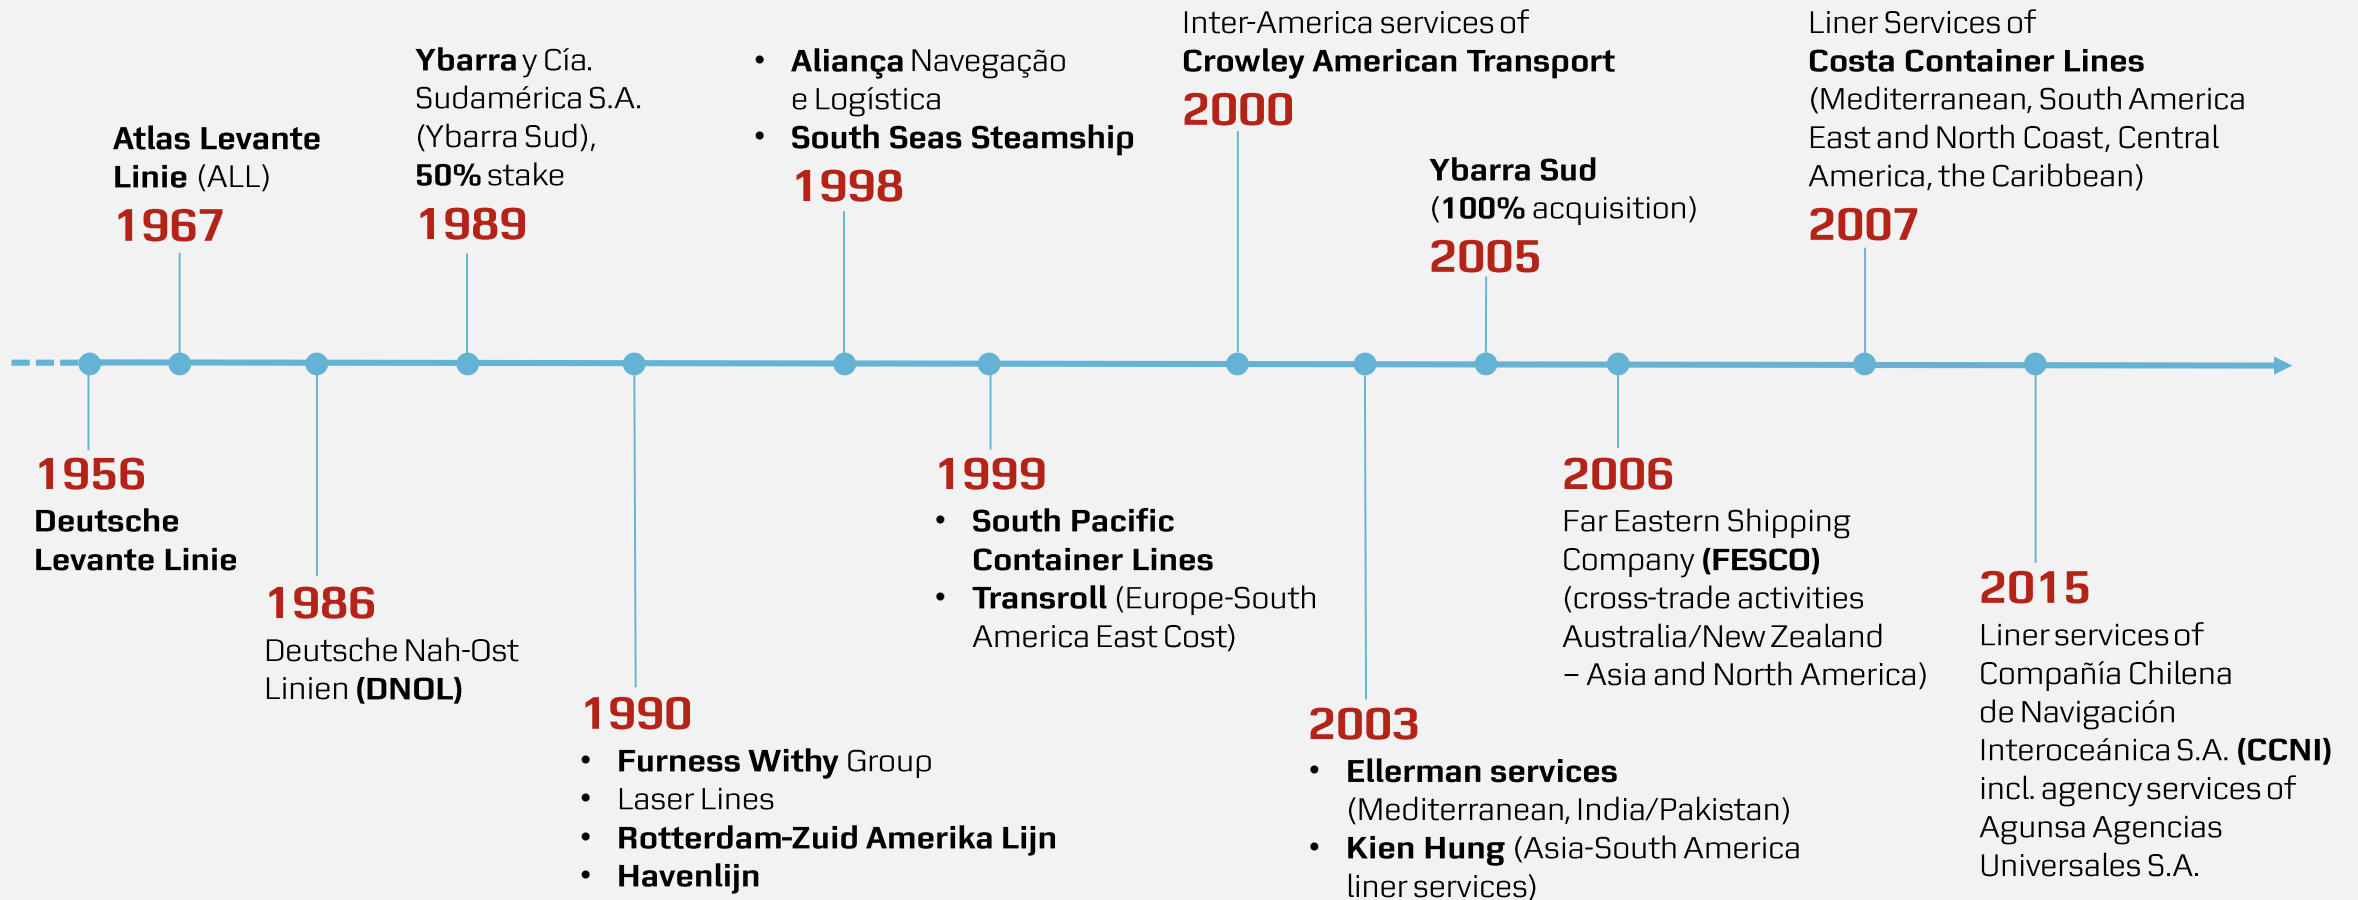 1956
Deutsche
Levante Linie
Atlas Levante
Linie (ALL)
1967
1986
Deutsche Nah-Ost
Linien (DNOL)
Ybarra y Cía.
Sudamérica S.A.
(Ybarra Sud),
50% stake
1989
1990
• Furness Withy Group
• Laser Lines
• Rotterdam-Zuid Amerika Lijn
• Havenlijn
• Aliança Navegação
e Logística
• South Seas Steamship
1998
1999
• South Pacific
Container Lines
• Transroll (Europe-South
America East Cost)
Inter-America services of
Crowley American Transport
2000
2003
• Ellerman services
(Mediterranean, India/Pakistan)
• Kien Hung (Asia-South America
liner services)
Ybarra Sud
(100% acquisition)
2005
2006
Far Eastern Shipping
Company (FESCO)
(cross-trade activities
Australia/New Zealand
– Asia and North America)
Liner Services of
Costa Container Lines
(Mediterranean, South America
East and North Coast, Central
America, the Caribbean)
2007
2015
Liner services of
Compañía Chilena
de Navigación
Interoceánica S.A. (CCNI)
incl. agency services of
Agunsa Agencias
Universales S.A.